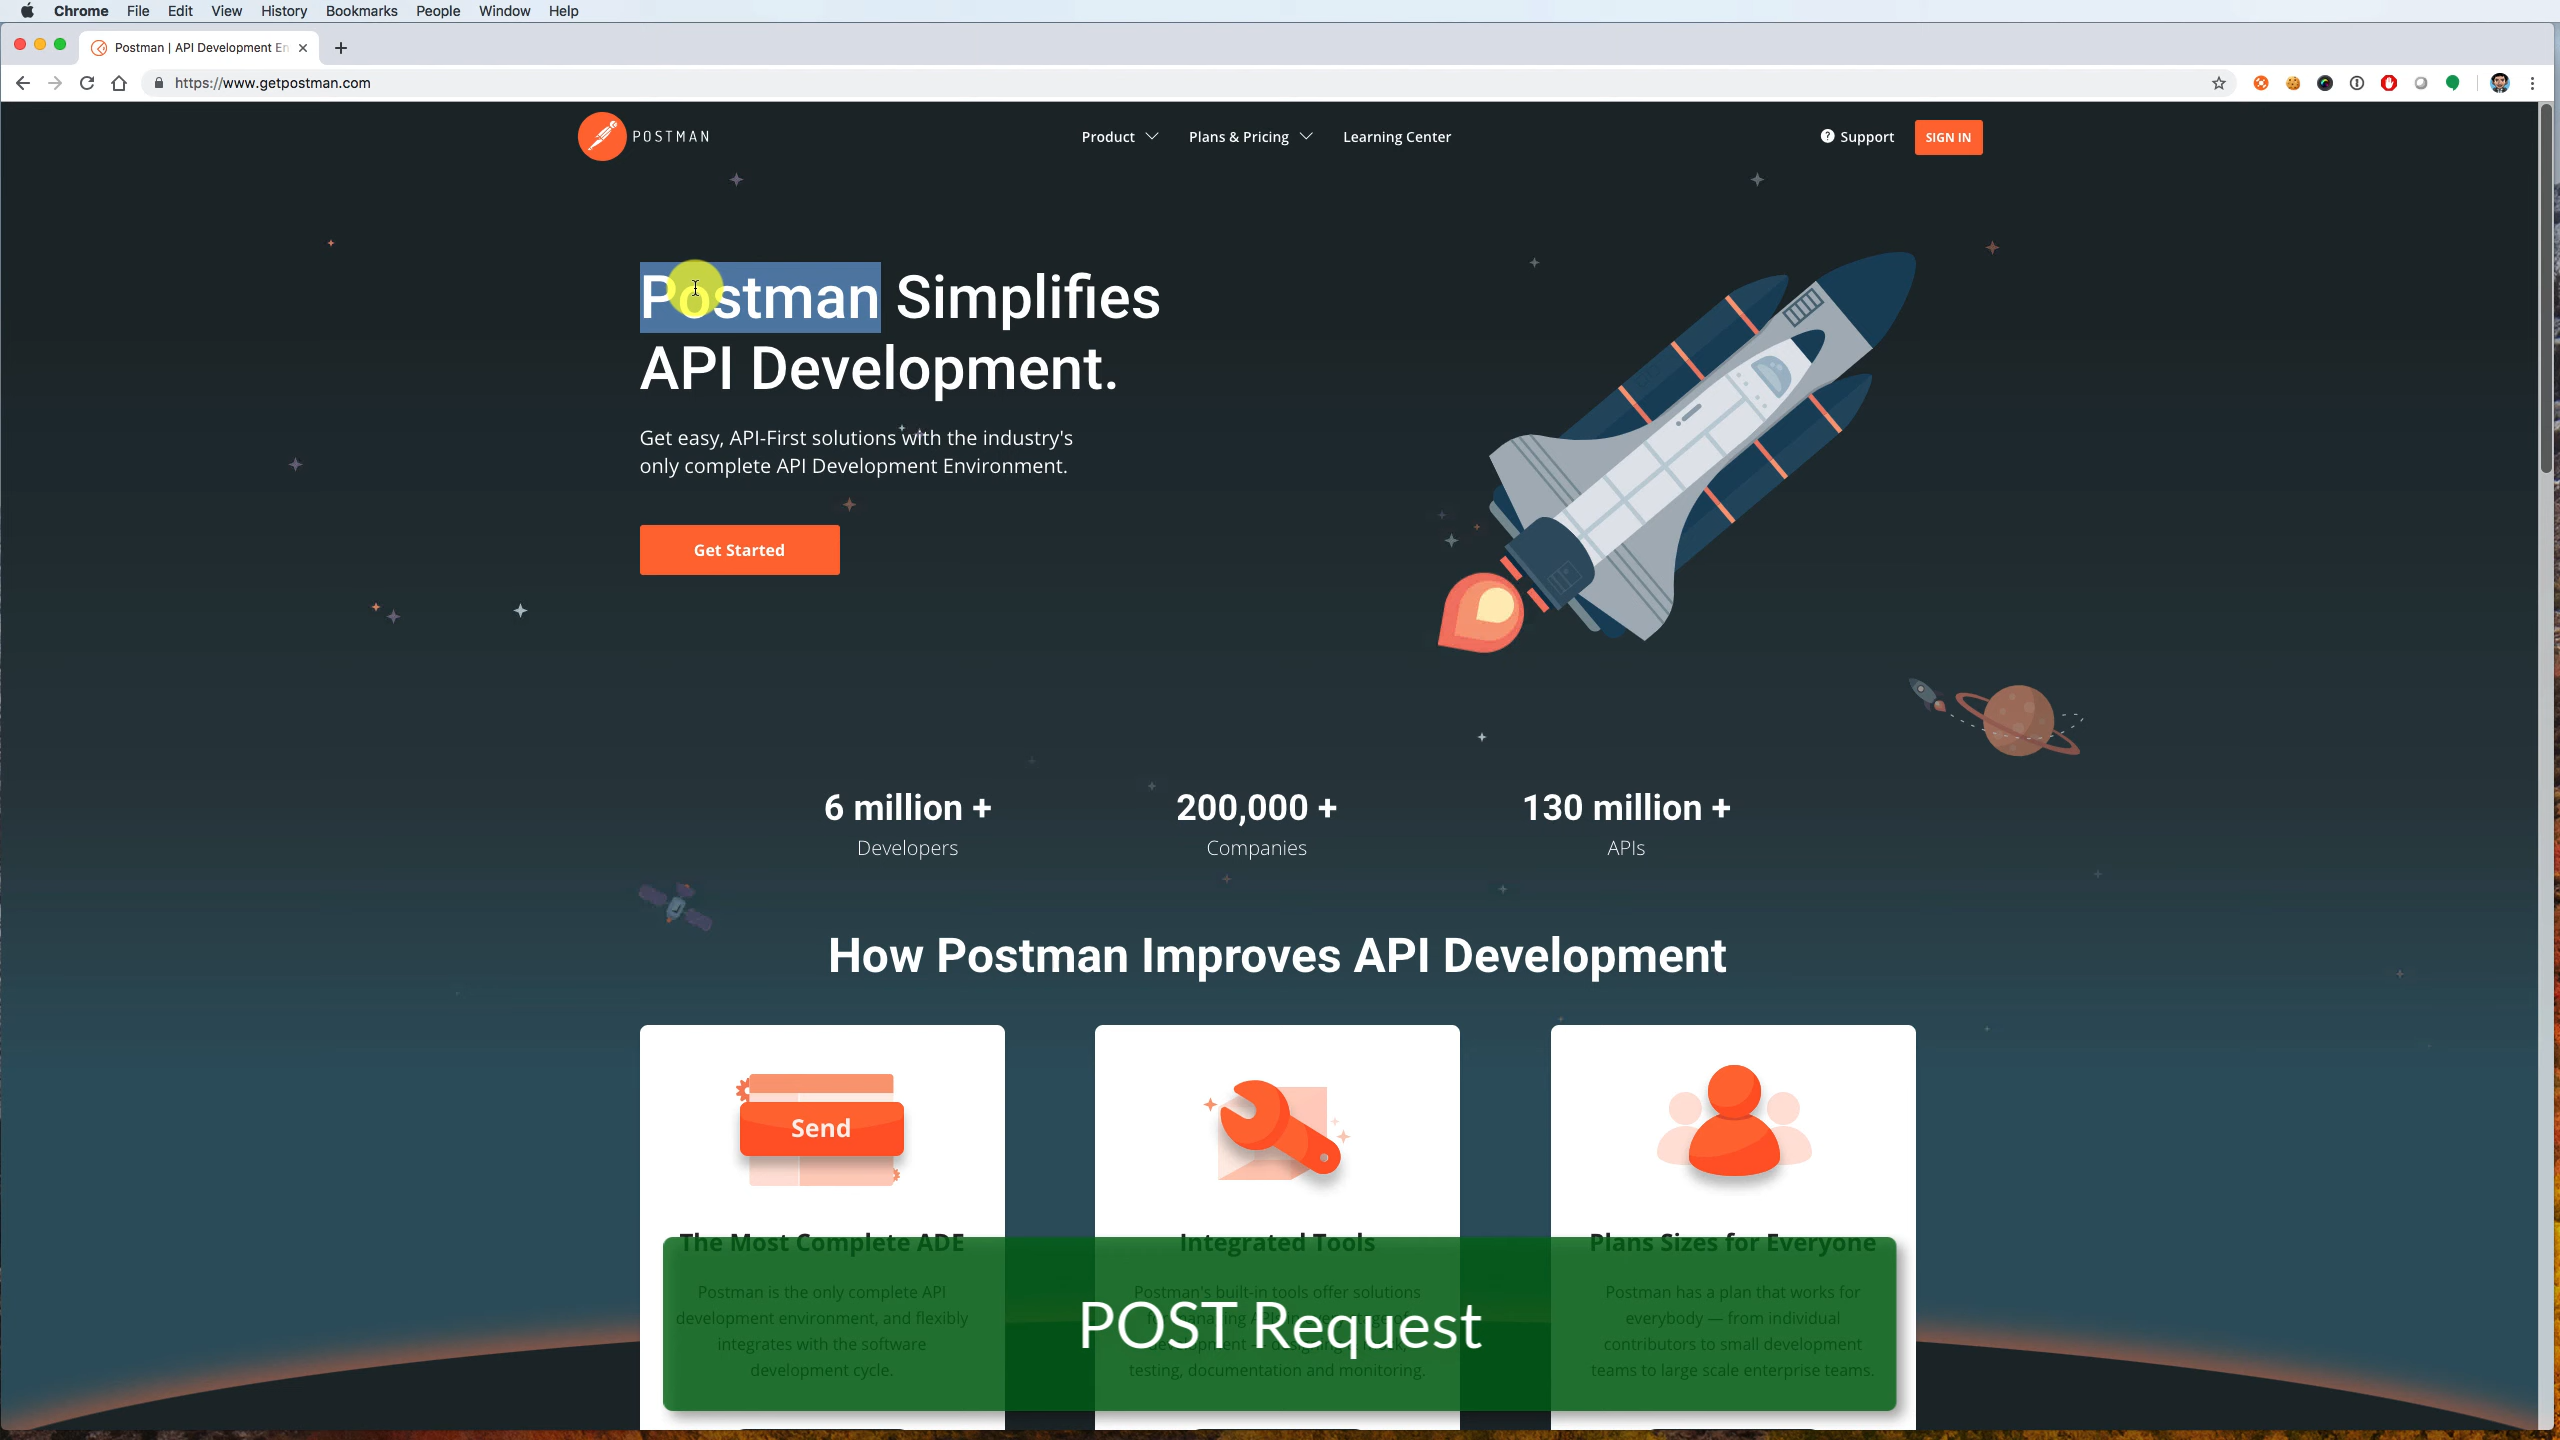 Chrome File Edit View History Bookmarks People Window Help
Postman | API Development En
https://www.getpostman.com
POSTMAN
Product Plans & Pricing Learning Center
Support SIGN IN
Postman Simplifies
API Development.
Get easy, API-First solutions with the industry's
only complete API Development Environment.
Get Started
6 million +
Developers
200,000 +
Companies
130 million +
APIs
How Postman Improves API Development
Send
The Most Complete ADE
Postman is the only complete API
development environment, and flexibly
integrates with the software
development cycle.
Integrated Tools
Postman's built-in tools offer solutions
testing, documentation and monitoring.
Plans Sizes for Everyone
Postman has a plan that works for
everybody — from individual
contributors to small development
teams to large scale enterprise teams.
POST Request